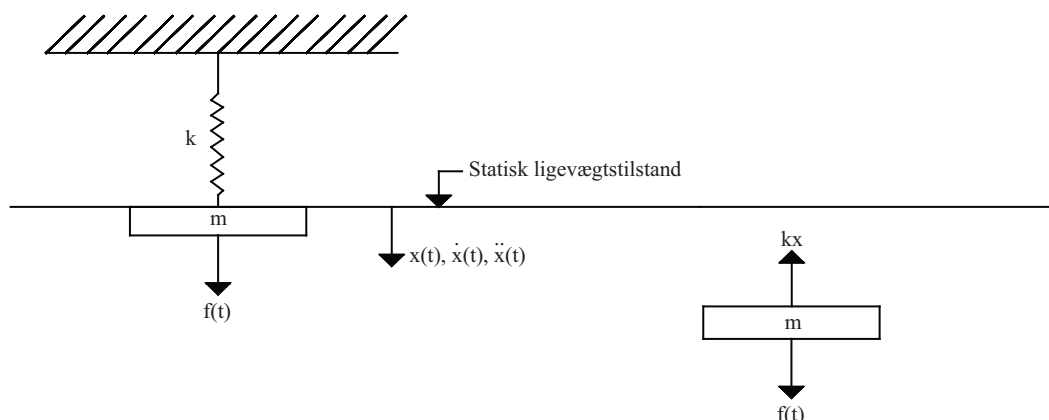 k
Statisk ligevægtstilstand
m
x(t), ẋ(t), ẍ(t)
f(t)
kx
m
f(t)